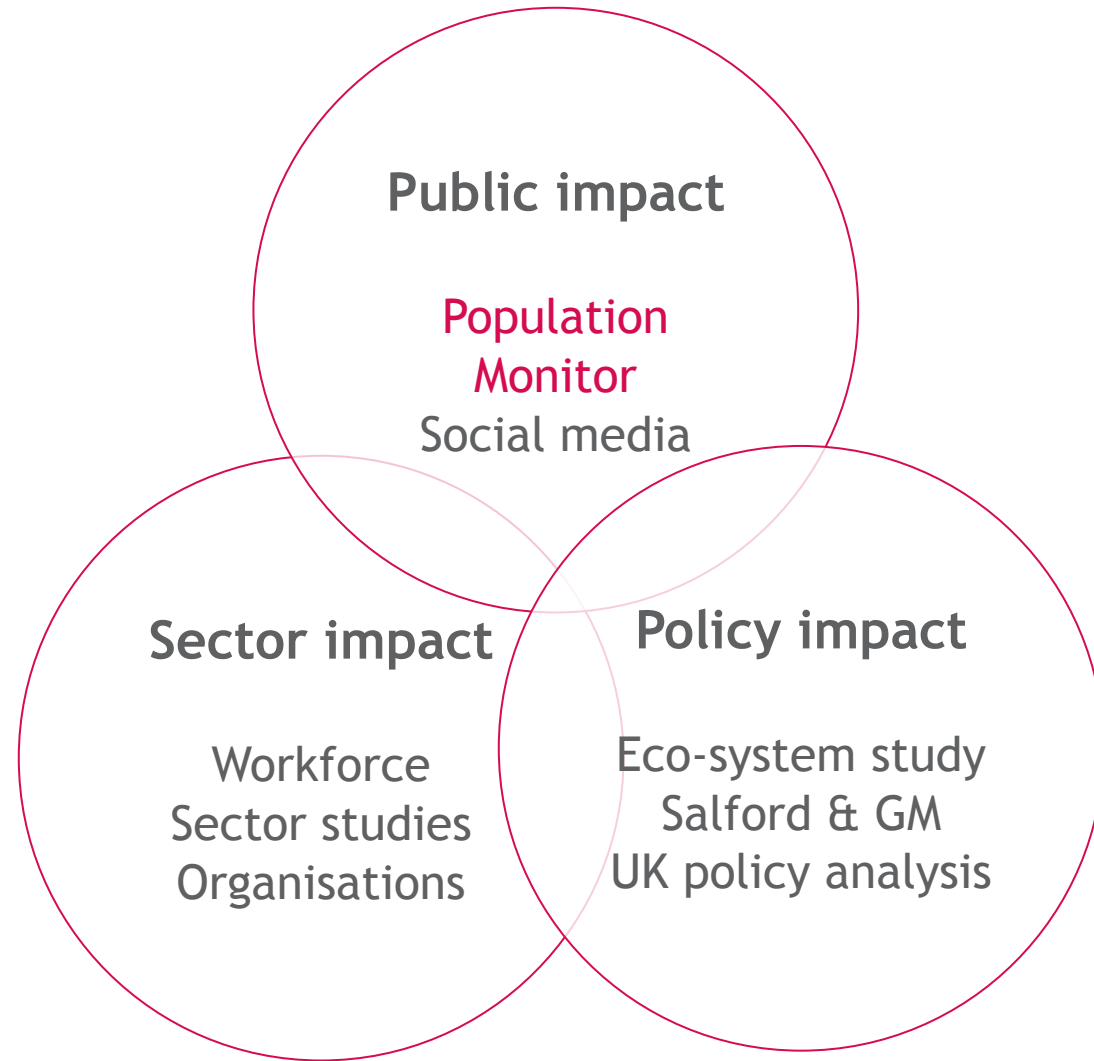 Public impact
Population
Monitor
Social media
Sector impact
Workforce
Sector studies
Organisations
Policy impact
Eco-system study
Salford & GM
UK policy analysis